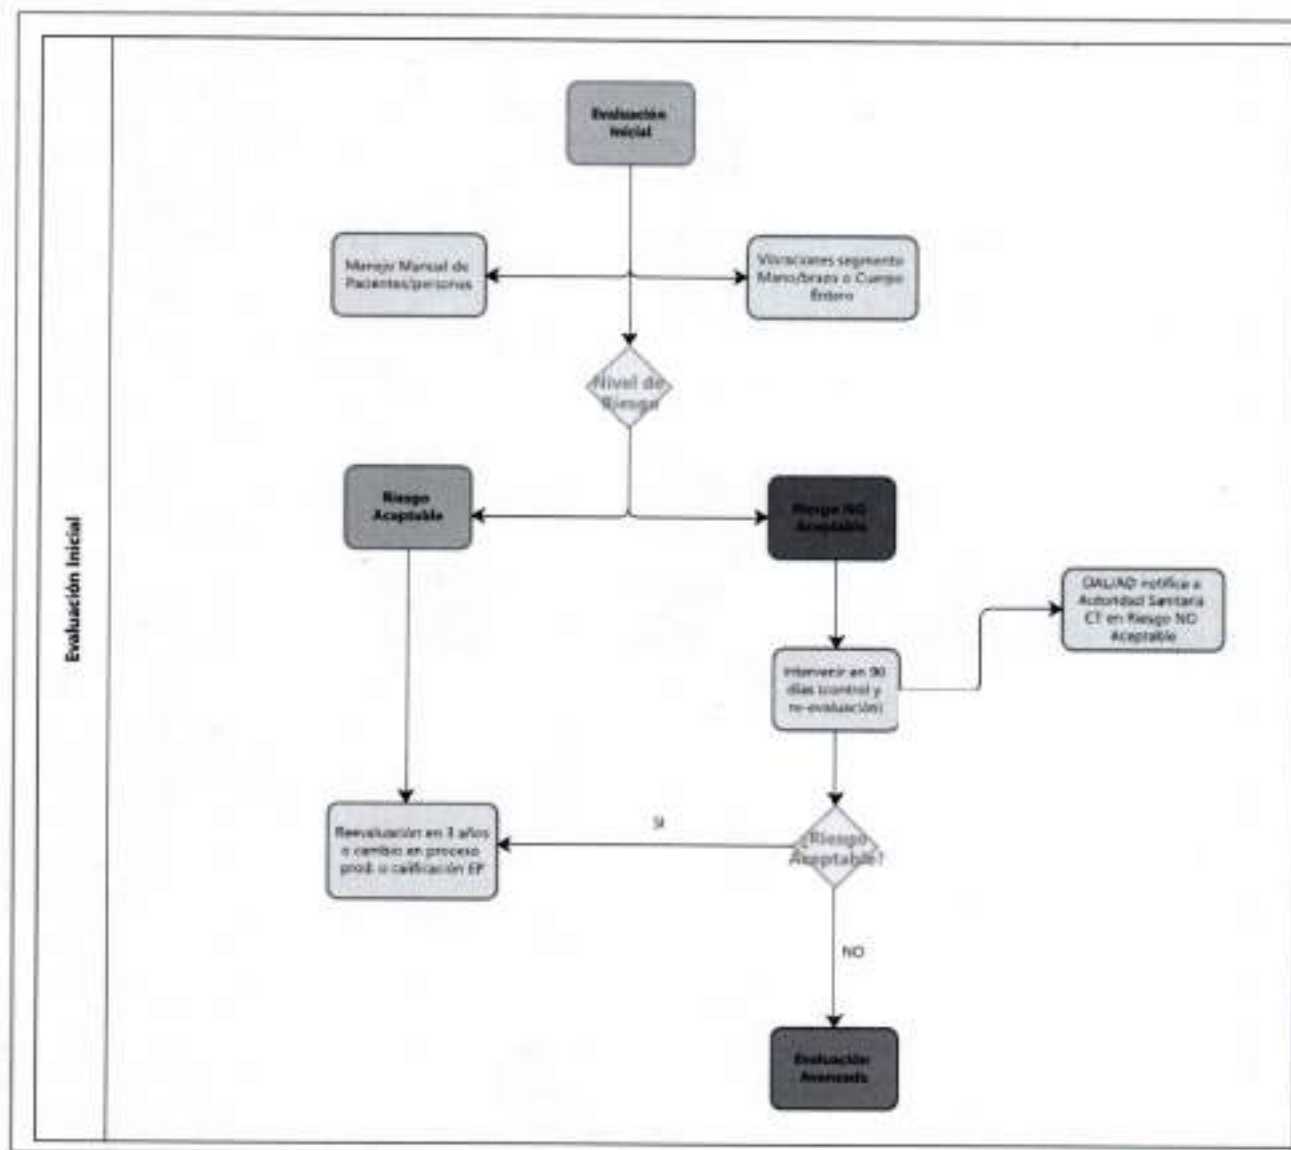 Evaluación Inicial
Evaluación
Inicial
Manejo Manual de
Pacientes/personas
Vibraciones segmento
Mano/brazo o Cuerpo
Entero
Nivel de
Riesgo
Riesgo
Aceptable
Riesgo NO
Aceptable
OAL/AD notifica a
Autoridad Sanitaria
CT en Riesgo NO
Aceptable
Intervenir en 90
días (control y
re-evaluación)
Reevaluación en 3 años
o cambio en proceso
prod. o calificación EP
SI
¿Riesgo
Aceptable?
NO
Evaluación
Avanzada